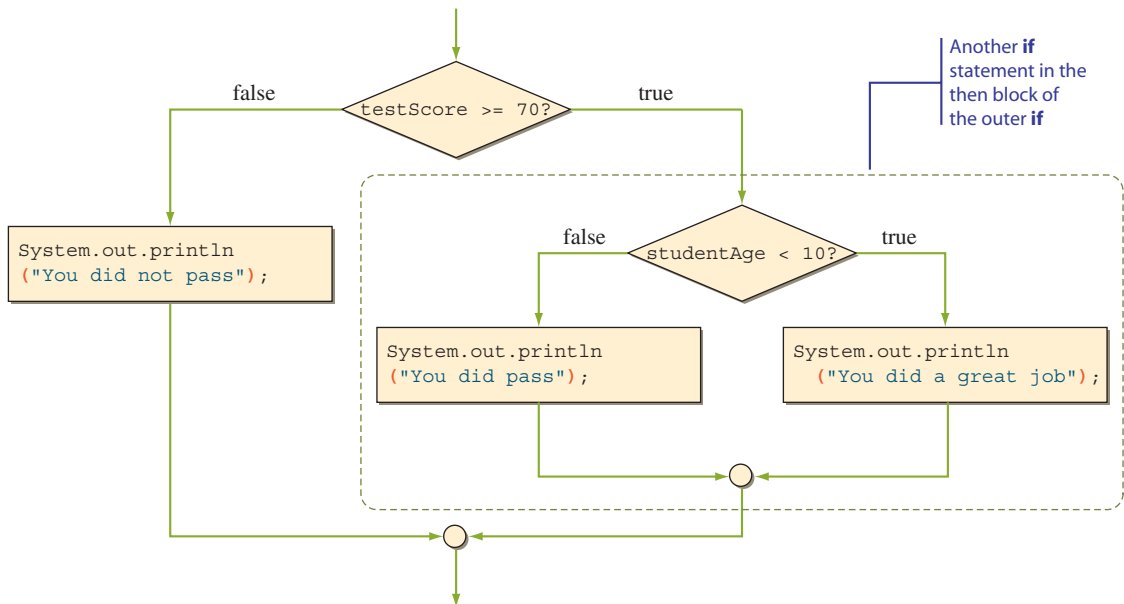 Another if
statement in the
then block of
the outer if
false
testScore >= 70?
true
System.out.println
("You did not pass");
false
studentAge < 10?
true
System.out.println
("You did pass");
System.out.println
("You did a great job");